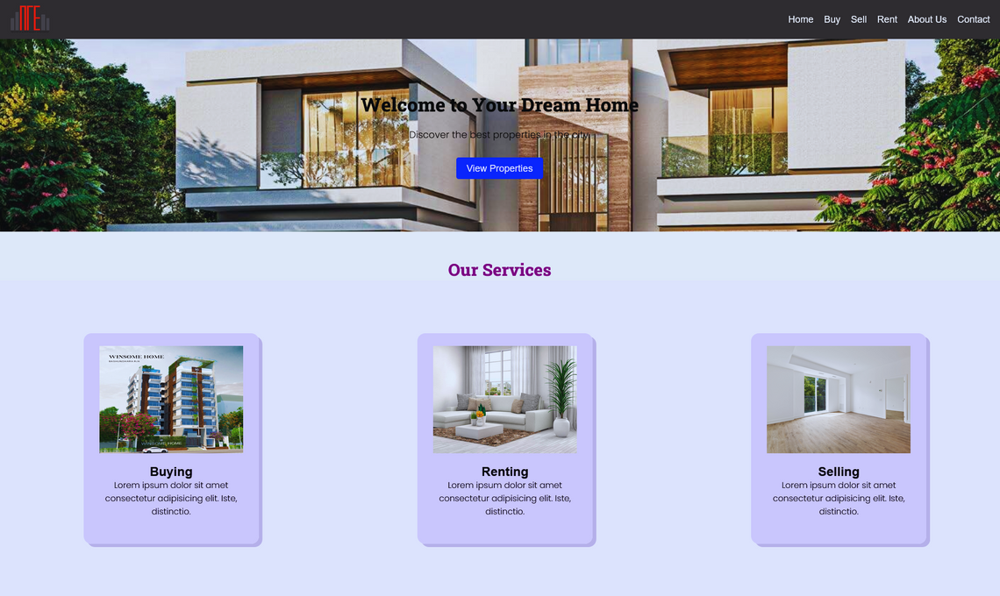 Home Buy Sell Rent About Us Contact
Welcome to Your Dream Home
Discover the best properties in the city
View Properties
Our Services
WINSOME HOME
WINSOME HOME
Buying
Lorem ipsum dolor sit amet
consectetur adipisicing elit. Iste,
distinctio.
Renting
Lorem ipsum dolor sit amet
consectetur adipisicing elit. Iste,
distinctio.
Selling
Lorem ipsum dolor sit amet
consectetur adipisicing elit. Iste,
distinctio.